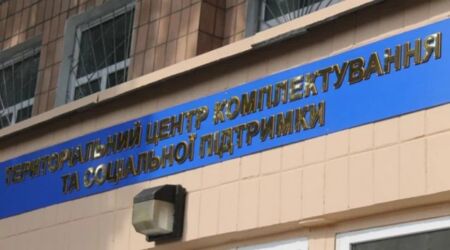 ТЕРИТОРІАЛЬНИЙ ЦЕНТР КОМПЛЕКТУВАННЯ
ТА СОЦІАЛЬНОЇ ПІДТРИМКИ